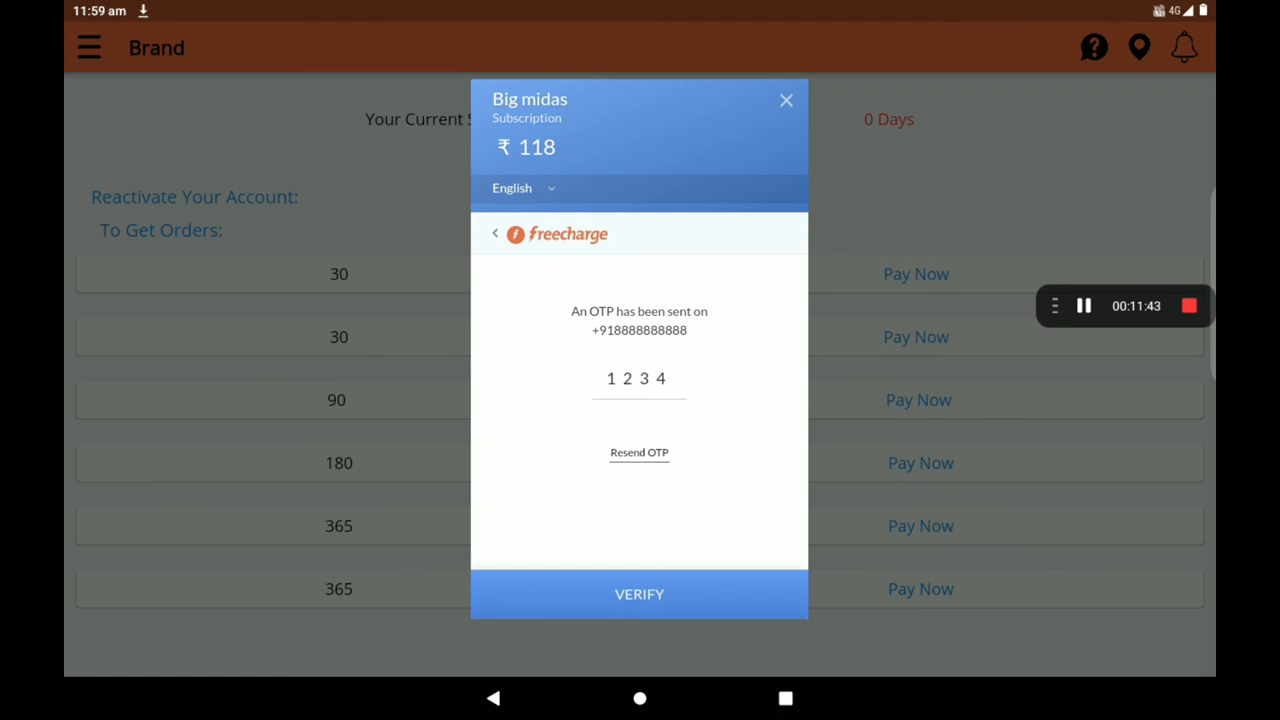 11:59 am
4G
Brand
Your Current S
0 Days
Big midas
Subscription
₹ 118
English
Reactivate Your Account:
To Get Orders:
freecharge
30 Pay Now
30 Pay Now
90 Pay Now
180 Pay Now
365 Pay Now
365 Pay Now
An OTP has been sent on
+918888888888
1 2 3 4
Resend OTP
VERIFY
00:11:43